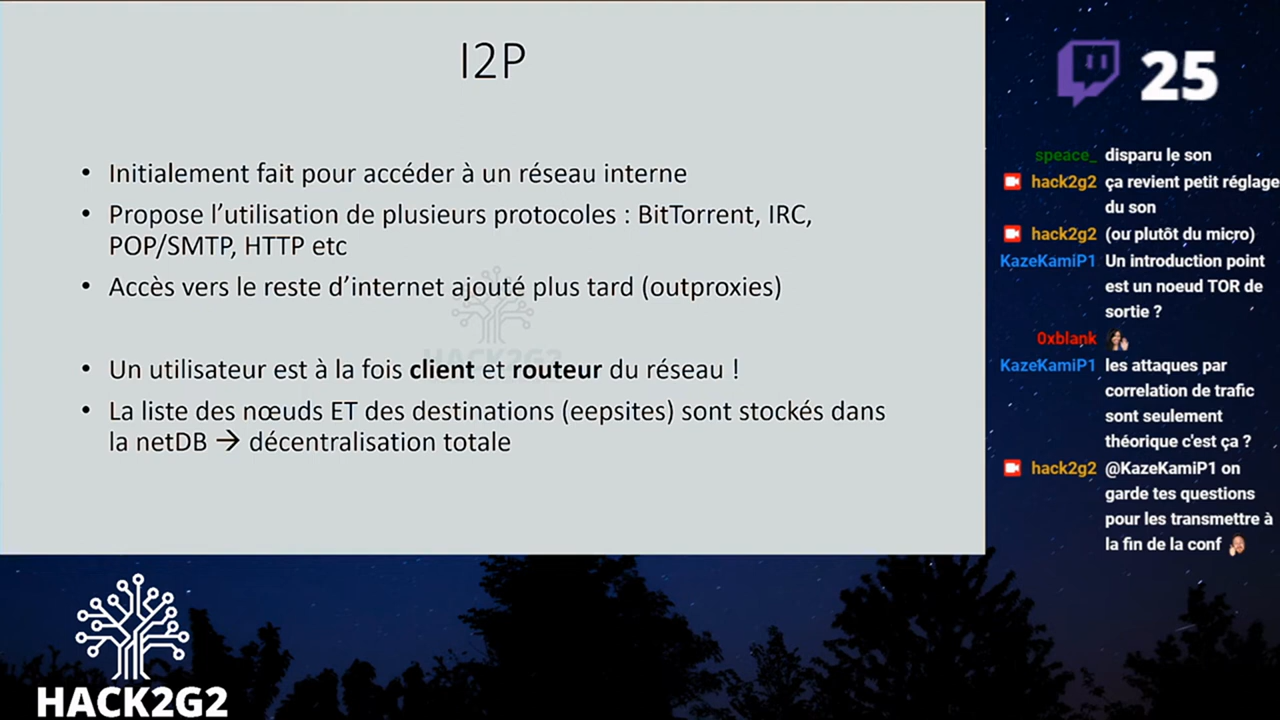 I2P
• Initialement fait pour accéder à un réseau interne
• Propose l’utilisation de plusieurs protocoles : BitTorrent, IRC,
POP/SMTP, HTTP etc
• Accès vers le reste d’internet ajouté plus tard (outproxies)
• Un utilisateur est à la fois client et routeur du réseau !
• La liste des nœuds ET des destinations (eepsites) sont stockés dans
la netDB → décentralisation totale
HACK2G2
25
speace_ disparu le son
hack2g2 ça revient petit réglage
du son
hack2g2 (ou plutôt du micro)
KazeKamiP1 Un introduction point
est un noeud TOR de
sortie ?
0xblank
KazeKamiP1 les attaques par
correlation de trafic
sont seulement
théorique c'est ça ?
hack2g2 @KazeKamiP1 on
garde tes questions
pour les transmettre à
la fin de la conf
HACK2G2